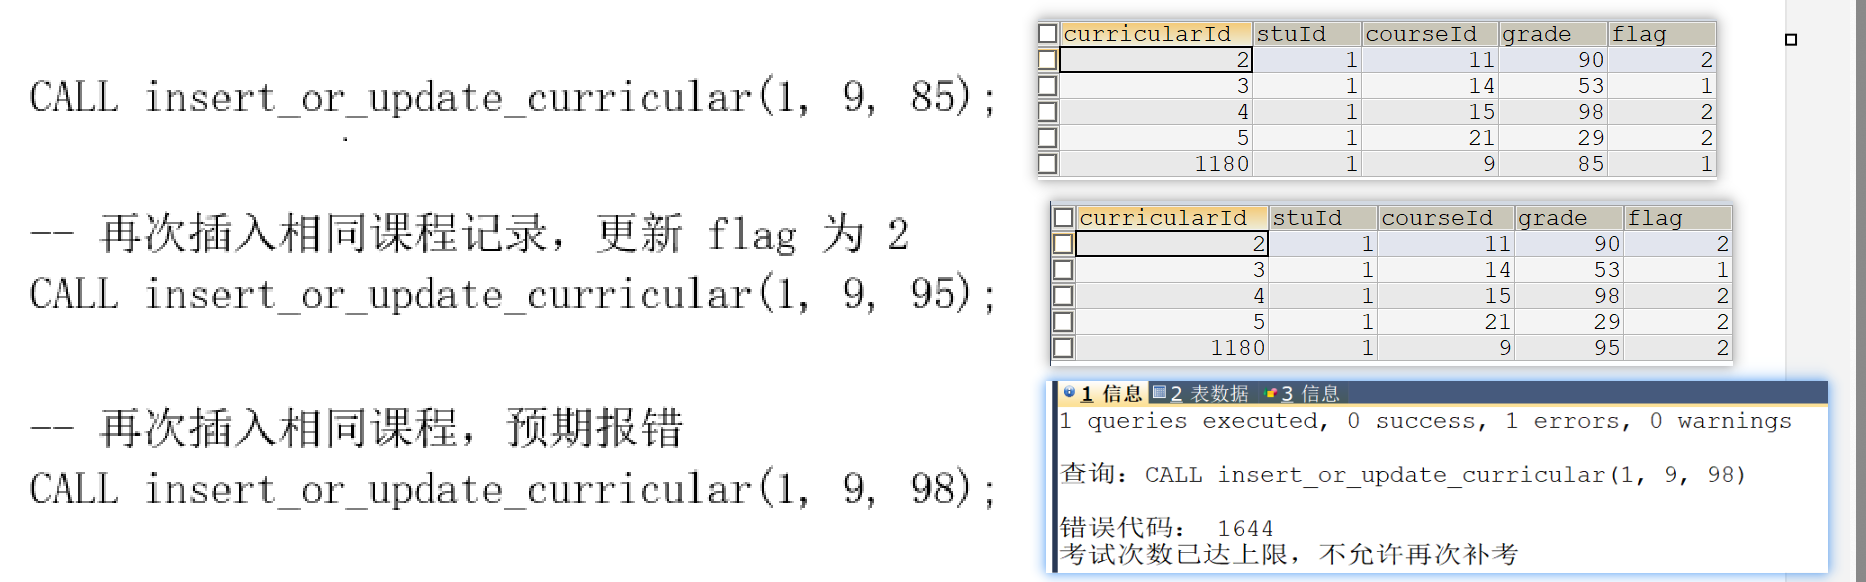 CALL insert_or_update_curricular(1, 9, 85);
-- 再次插入相同课程记录，更新 flag 为 2
CALL insert_or_update_curricular(1, 9, 95);
-- 再次插入相同课程，预期报错
CALL insert_or_update_curricular(1, 9, 98);
curricularId stuId courseId grade flag
2 1 11 90 2
3 1 14 53 1
4 1 15 98 2
5 1 21 29 2
1180 1 9 85 1
curricularId stuId courseId grade flag
2 1 11 90 2
3 1 14 53 1
4 1 15 98 2
5 1 21 29 2
1180 1 9 95 2
1 信息 2 表数据 3 信息
1 queries executed, 0 success, 1 errors, 0 warnings
查询：CALL insert_or_update_curricular(1, 9, 98)
错误代码： 1644
考试次数已达上限，不允许再次补考